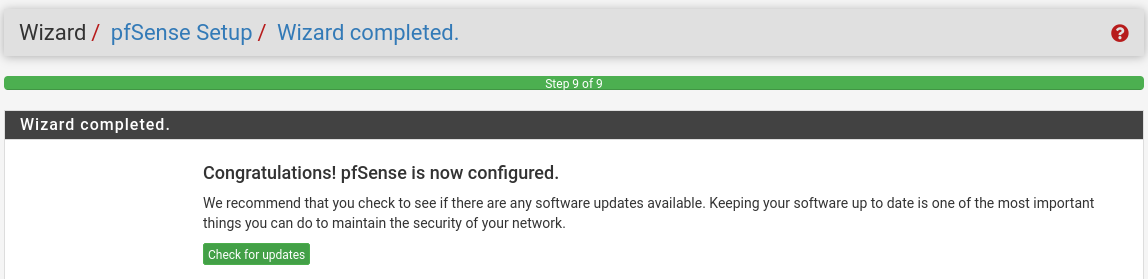 Wizard / pfSense Setup / Wizard completed.
Step 9 of 9
Wizard completed.
Congratulations! pfSense is now configured.
We recommend that you check to see if there are any software updates available. Keeping your software up to date is one of the most important
things you can do to maintain the security of your network.
Check for updates